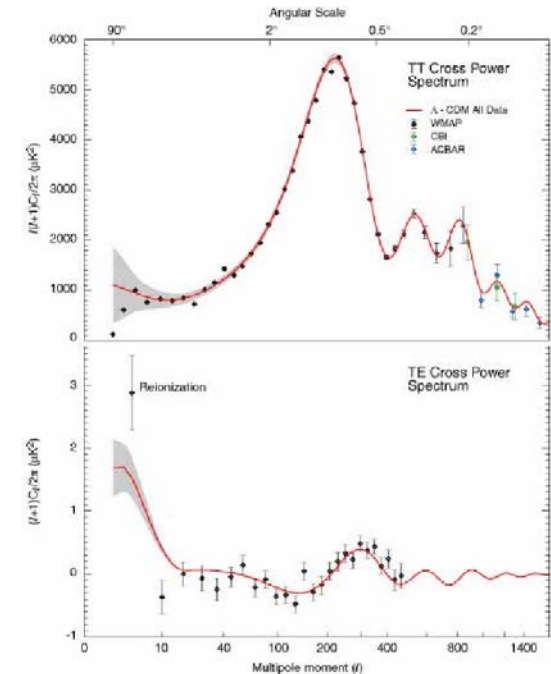 Angular Scale
90° 2° 0.5° 0.2°
6000
TT Cross Power
Spectrum
Λ - CDM All Data
5000
WMAP
CBI
ACBAR
4000
l(l+1)Cl/2π (μK²)
3000
2000
1000
0
TE Cross Power
Spectrum
3
Reionization
2
(l+1)Cl/2π (μK²)
1
0
-1
0 10 40 100 200 400 800 1400
Multipole moment (l)